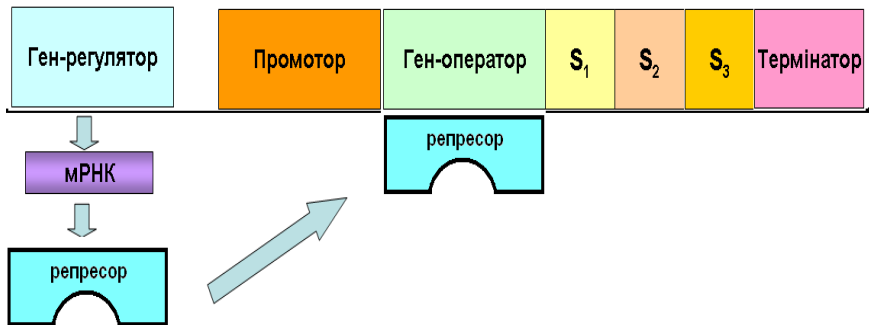 Ген-регулятор Промотор Ген-оператор S₁ S₂ S₃ Термінатор
репресор
мРНК
репресор